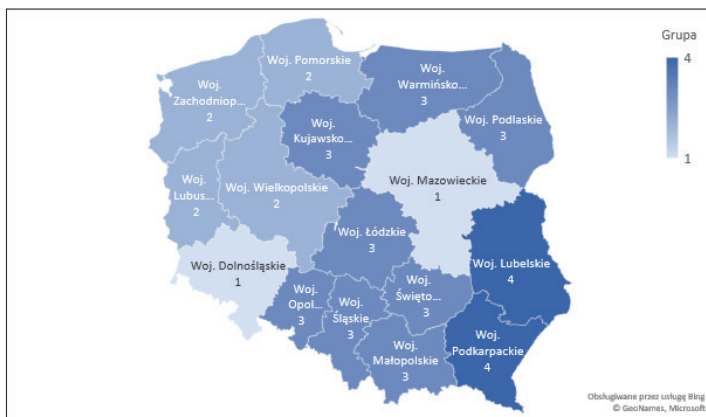 Grupa
4
1
Woj. Pomorskie
2
Woj.
Zachodniop...
2
Woj.
Warmińsko...
3
Woj. Podlaskie
3
Woj.
Kujawsko...
3
Woj. Mazowieckie
1
Woj.
Lubus...
2
Woj. Wielkopolskie
2
Woj. Łódzkie
3
Woj. Dolnośląskie
1
Woj. Lubelskie
4
Woj.
Opol...
3
Woj.
Śląskie
3
Woj.
Święto...
3
Woj.
Małopolskie
3
Woj.
Podkarpackie
4
Obsługiwane przez usługę Bing
© GeoNames, Microsoft